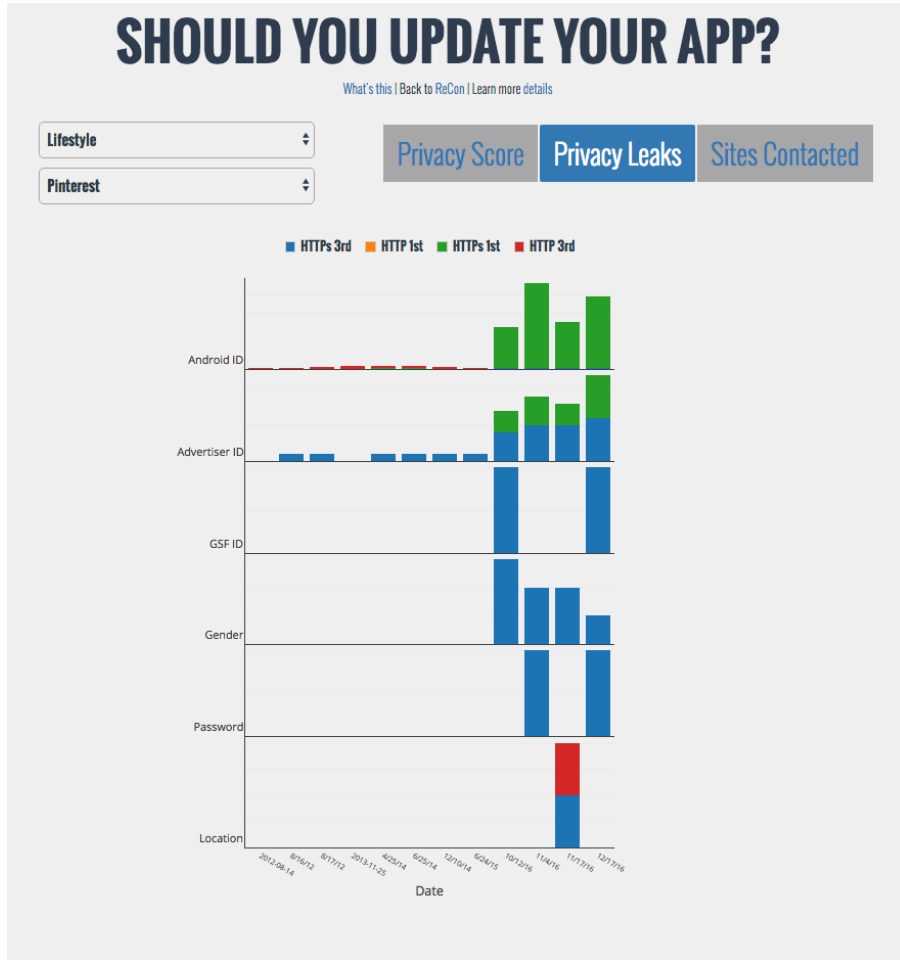 SHOULD YOU UPDATE YOUR APP?
What's this | Back to ReCon | Learn more details
Lifestyle
Pinterest
Privacy Score Privacy Leaks Sites Contacted
HTTPs 3rd HTTP 1st HTTPs 1st HTTP 3rd
Android ID
Advertiser ID
GSF ID
Gender
Password
Location
2012-08-14 8/16/12 8/17/12 2013-11-25 4/25/14 6/25/14 12/10/14 6/24/15 10/12/16 11/4/16 11/17/16 12/17/16
Date